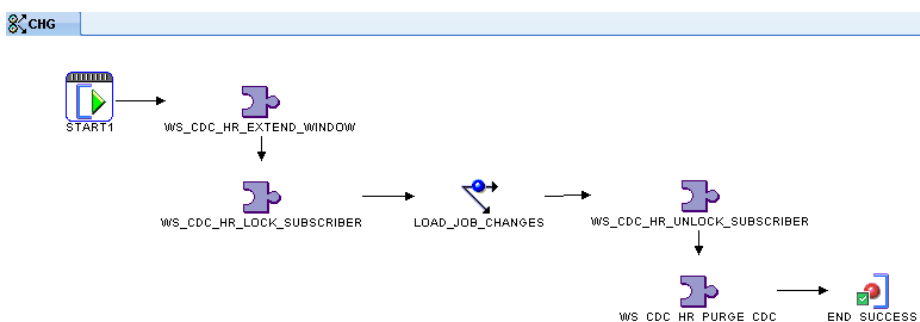 CHG
START1
WS_CDC_HR_EXTEND_WINDOW
WS_CDC_HR_LOCK_SUBSCRIBER
LOAD_JOB_CHANGES
WS_CDC_HR_UNLOCK_SUBSCRIBER
WS_CDC_HR_PURGE_CDC
END_SUCCESS